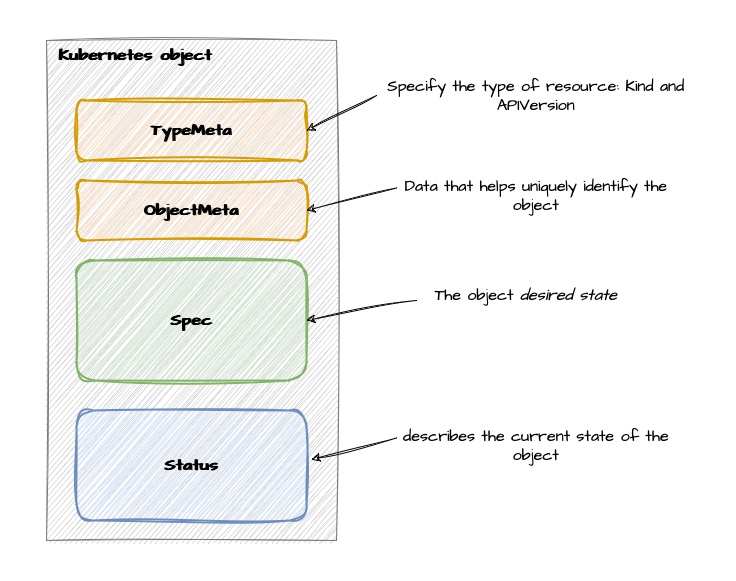 Kubernetes object
Specify the type of resource: Kind and
APIVersion
TypeMeta
Data that helps uniquely identify the
object
ObjectMeta
The object desired state
Spec
describes the current state of the
object
Status